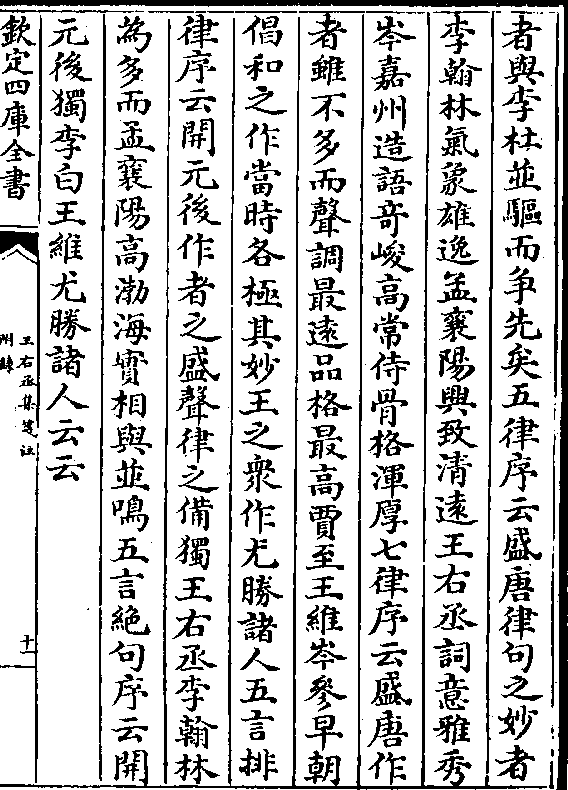 者與李杜並驅而爭先矣五律序云盛唐律句之妙者
李翰林氣象雄逸孟襄陽興致清遠王右丞詞意雅秀
岑嘉州造語竒峻高常侍骨格渾厚七律序云盛唐作
者雖不多而聲調最逺品格最高賈至王維岑參早朝
倡和之作當時各極其妙王之衆作尤勝諸人五言排
律序云開元後作者之盛聲律之備獨王右丞李翰林
為多而孟襄陽高渤海實相與並鳴五言絶句序云開
元後獨李白王維尤勝諸人云云
欽定四庫全書
王右丞集箋注
附録
十一